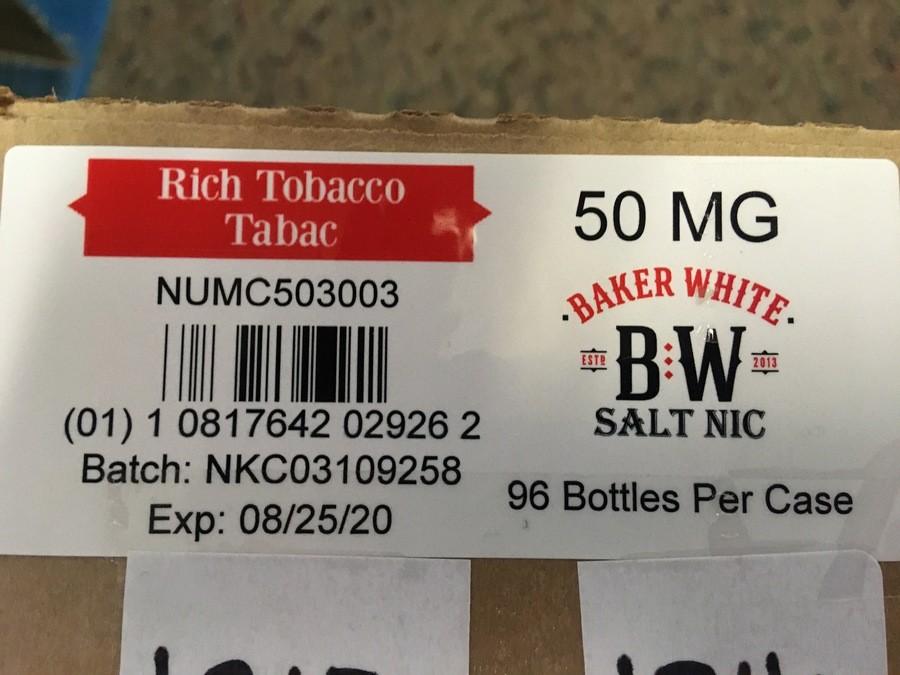 Rich Tobacco
Tabac
NUMC503003
(01) 1 0817642 02926 2
Batch: NKC03109258
Exp: 08/25/20
50 MG
BAKER WHITE
ESTD B W 2013
SALT NIC
96 Bottles Per Case